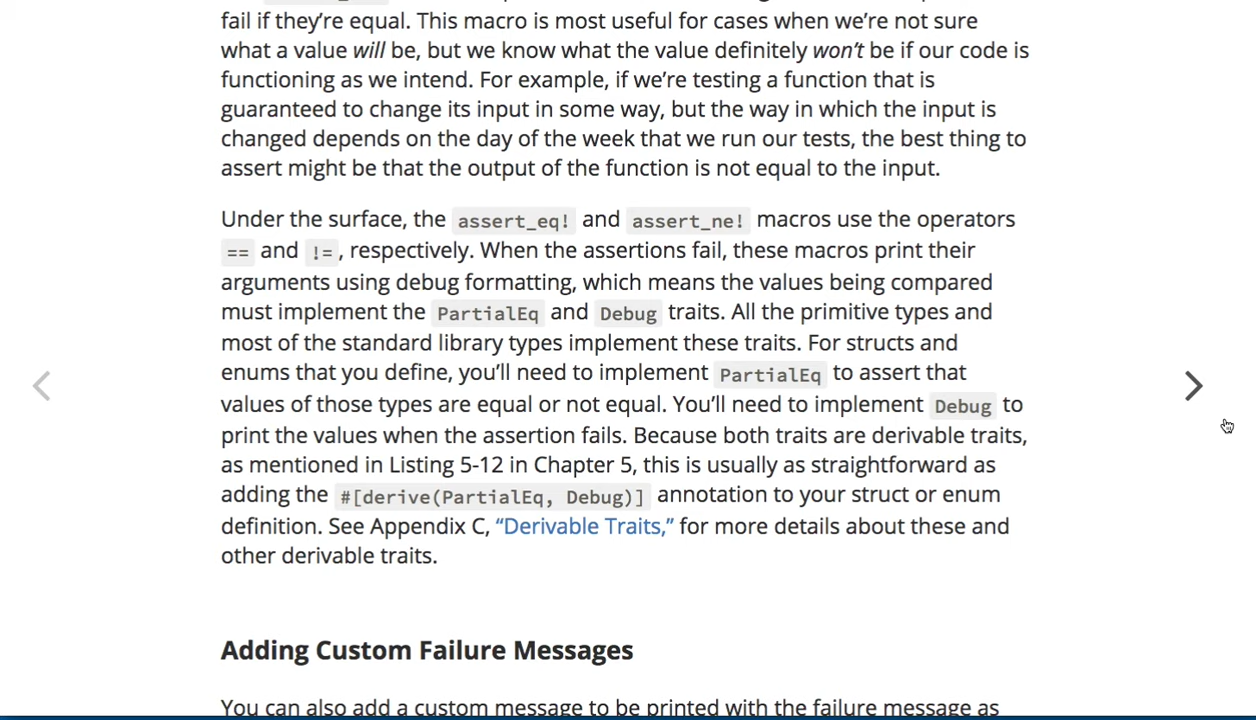 fail if they’re equal. This macro is most useful for cases when we’re not sure
what a value will be, but we know what the value definitely won’t be if our code is
functioning as we intend. For example, if we’re testing a function that is
guaranteed to change its input in some way, but the way in which the input is
changed depends on the day of the week that we run our tests, the best thing to
assert might be that the output of the function is not equal to the input.
Under the surface, the assert_eq! and assert_ne! macros use the operators
== and !=, respectively. When the assertions fail, these macros print their
arguments using debug formatting, which means the values being compared
must implement the PartialEq and Debug traits. All the primitive types and
most of the standard library types implement these traits. For structs and
enums that you define, you’ll need to implement PartialEq to assert that
values of those types are equal or not equal. You’ll need to implement Debug to
print the values when the assertion fails. Because both traits are derivable traits,
as mentioned in Listing 5-12 in Chapter 5, this is usually as straightforward as
adding the #[derive(PartialEq, Debug)] annotation to your struct or enum
definition. See Appendix C, “Derivable Traits,” for more details about these and
other derivable traits.
Adding Custom Failure Messages
You can also add a custom message to be printed with the failure message as